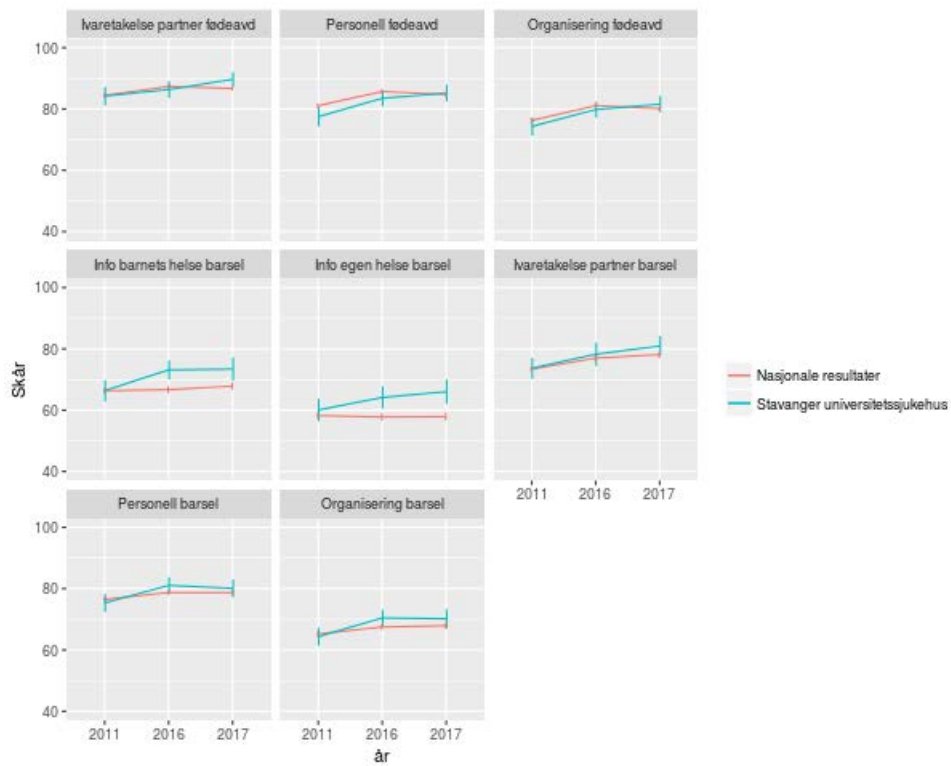 Ivaretakelse partner fødeavd
Personell fødeavd
Organisering fødeavd
100
80
60
40
Info barnets helse barsel
Info egen helse barsel
Ivaretakelse partner barsel
100
80
60
40
Skår
Nasjonale resultater
Stavanger universitetssjukehus
2011 2016 2017
Personell barsel
Organisering barsel
100
80
60
40
2011 2016 2017
2011 2016 2017
år